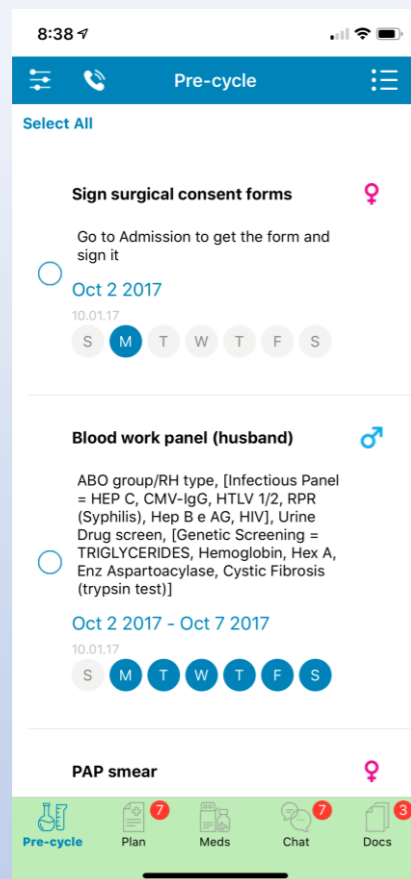 8:38
Pre-cycle
Select All
Sign surgical consent forms
Go to Admission to get the form and
sign it
Oct 2 2017
10.01.17
S M T W T F S
Blood work panel (husband)
ABO group/RH type, [Infectious Panel
= HEP C, CMV-IgG, HTLV 1/2, RPR
(Syphilis), Hep B e AG, HIV], Urine
Drug screen, [Genetic Screening =
TRIGLYCERIDES, Hemoglobin, Hex A,
Enz Aspartoacylase, Cystic Fibrosis
(trypsin test)]
Oct 2 2017 - Oct 7 2017
10.01.17
S M T W T F S
PAP smear
7 7 3
Pre-cycle Plan Meds Chat Docs